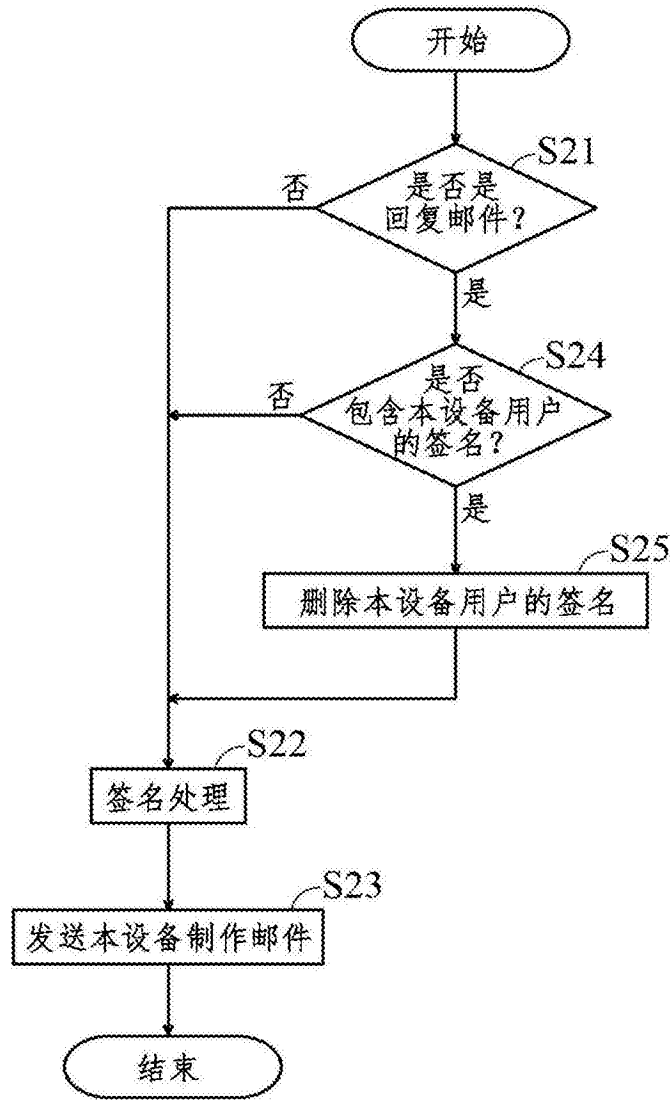 开始
S21
是否是
回复邮件？
否
是
S24
是否
包含本设备用户
的签名？
否
是
S25
删除本设备用户的签名
S22
签名处理
S23
发送本设备制作邮件
结束